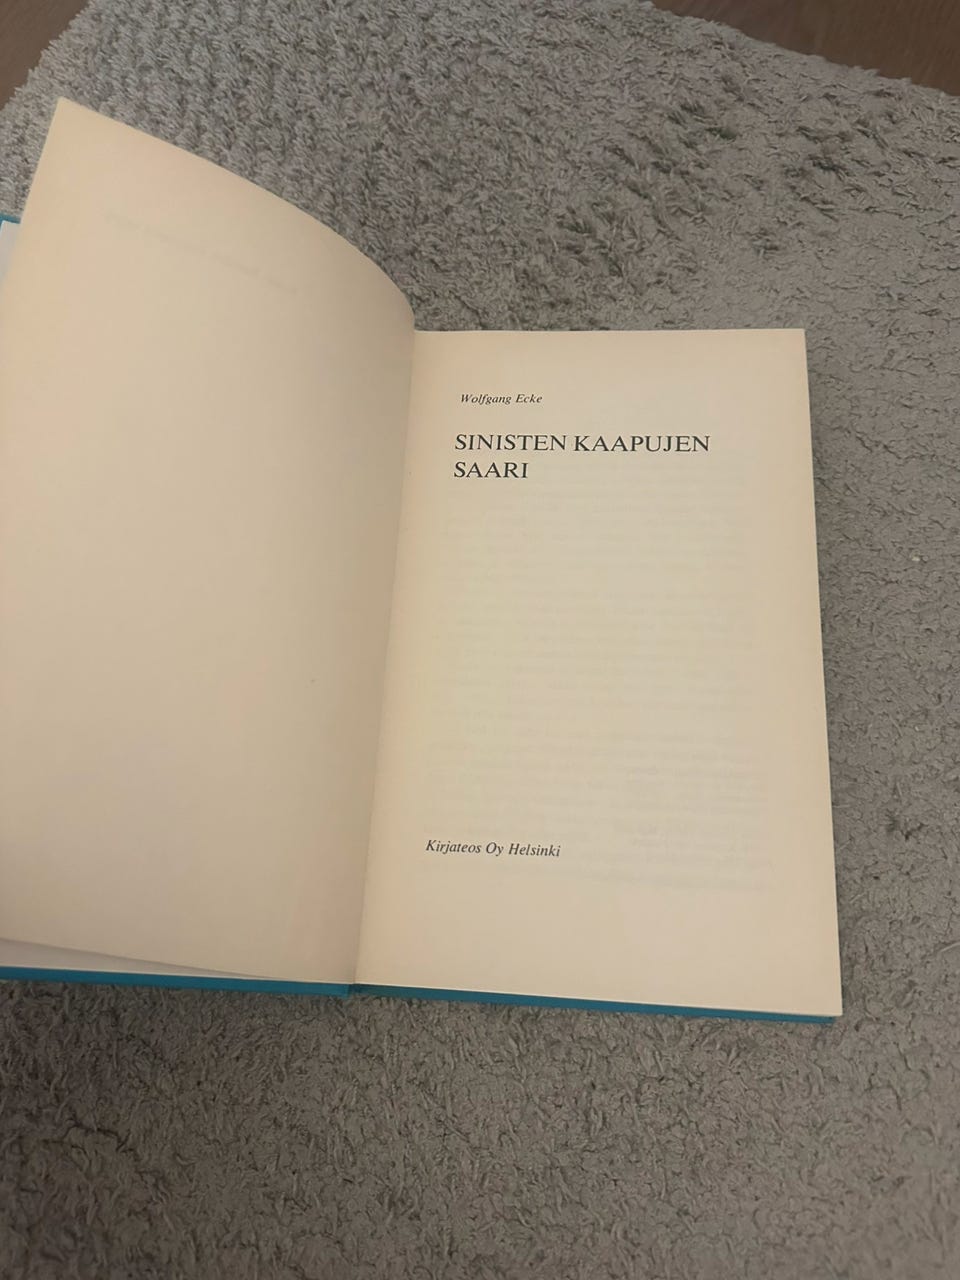 Wolfgang Ecke
SINISTEN KAAPUJEN
SAARI
Kirjateos Oy Helsinki